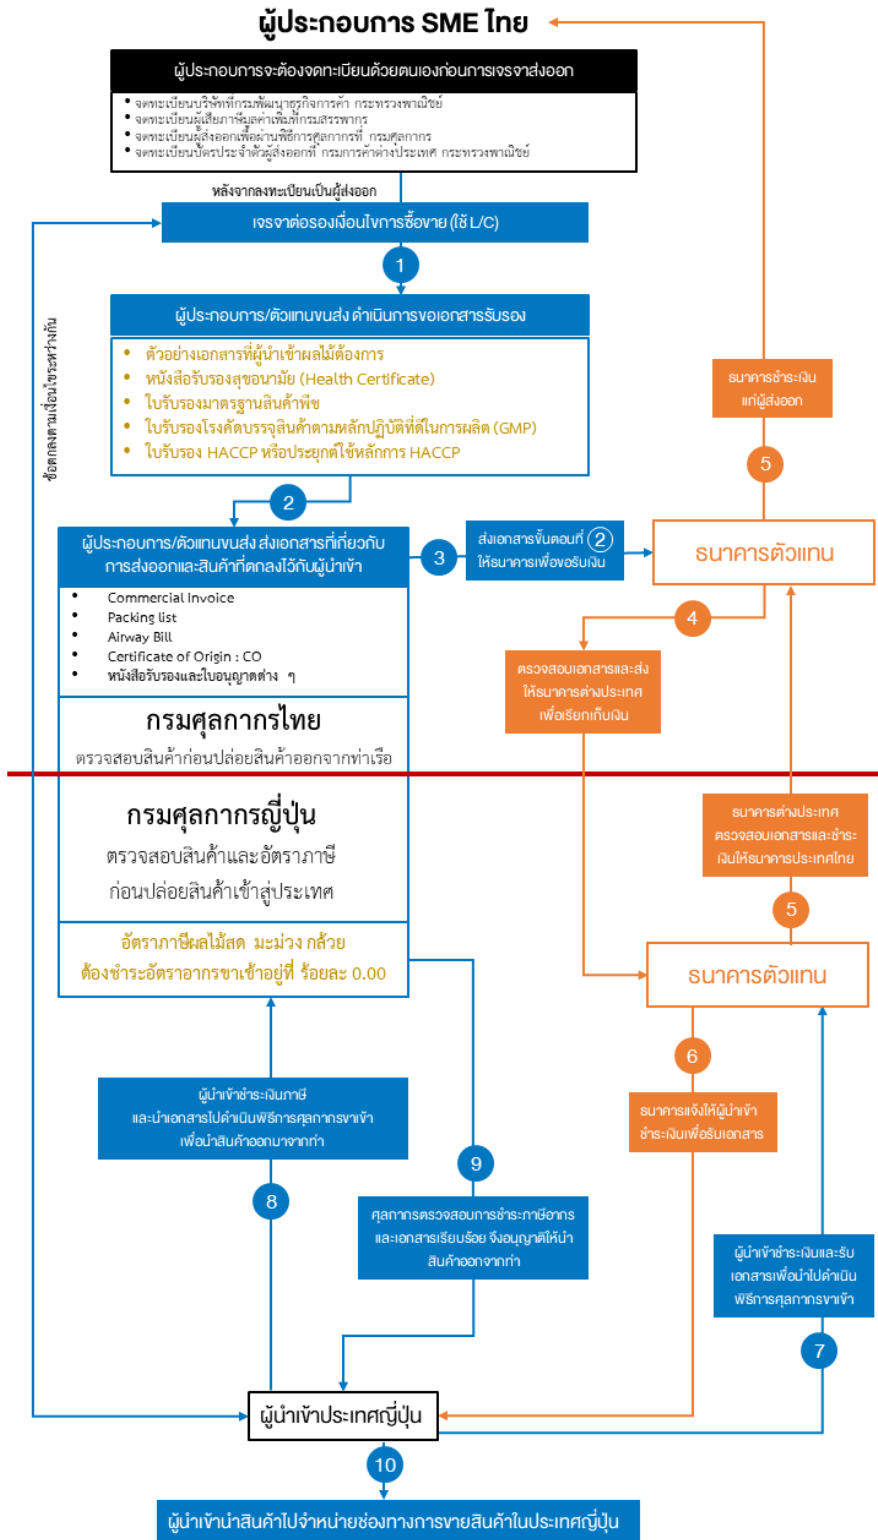 ผู้ประกอบการ SME ไทย
ผู้ประกอบการจะต้องจดทะเบียนด้วยตนเองก่อนการเจรจาส่งออก
• จดทะเบียนบริษัทที่กรมพัฒนาธุรกิจการค้า กระทรวงพาณิชย์
• จดทะเบียนผู้เสียภาษีมูลค่าเพิ่มที่กรมสรรพากร
• จดทะเบียนผู้ส่งออกเพื่อผ่านพิธีการศุลกากรที่ กรมศุลกากร
• จดทะเบียนบัตรประจำตัวผู้ส่งออกที่ กรมการค้าต่างประเทศ กระทรวงพาณิชย์
หลังจากลงทะเบียนเป็นผู้ส่งออก
เจรจาต่อรองเงื่อนไขการซื้อขาย (ใช้ L/C)
1
ข้อตกลงตามเงื่อนไขระหว่างกัน
ผู้ประกอบการ/ตัวแทนขนส่ง ดำเนินการขอเอกสารรับรอง
• ตัวอย่างเอกสารที่ผู้นำเข้าผลไม้ต้องการ
• หนังสือรับรองสุขอนามัย (Health Certificate)
• ใบรับรองมาตรฐานสินค้าพืช
• ใบรับรองโรงคัดบรรจุสินค้าตามหลักปฏิบัติที่ดีในการผลิต (GMP)
• ใบรับรอง HACCP หรือประยุกต์ใช้หลักการ HACCP
ธนาคารชำระเงิน
แก่ผู้ส่งออก
5
2
ผู้ประกอบการ/ตัวแทนขนส่ง ส่งเอกสารที่เกี่ยวกับ
การส่งออกและสินค้าที่ตกลงไว้กับผู้นำเข้า
3
ส่งเอกสารขั้นตอนที่ 2
ให้ธนาคารเพื่อขอรับเงิน
ธนาคารตัวแทน
• Commercial Invoice
• Packing list
• Airway Bill
• Certificate of Origin : CO
• หนังสือรับรองและใบอนุญาตต่าง ๆ
4
ตรวจสอบเอกสารและส่ง
ให้ธนาคารต่างประเทศ
เพื่อเรียกเก็บเงิน
กรมศุลกากรไทย
ตรวจสอบสินค้าก่อนปล่อยสินค้าออกจากท่าเรือ
กรมศุลกากรญี่ปุ่น
ตรวจสอบสินค้าและอัตราภาษี
ก่อนปล่อยสินค้าเข้าสู่ประเทศ
ธนาคารต่างประเทศ
ตรวจสอบเอกสารและชำระ
เงินให้ธนาคารประเทศไทย
5
อัตราภาษีผลไม้สด มะม่วง กล้วย
ต้องชำระอัตราอากรขาเข้าอยู่ที่ ร้อยละ 0.00
ธนาคารตัวแทน
6
ผู้นำเข้าชำระเงินภาษี
และนำเอกสารไปดำเนินพิธีการศุลกากรขาเข้า
เพื่อนำสินค้าออกมาจากท่า
ธนาคารแจ้งให้ผู้นำเข้า
ชำระเงินเพื่อรับเอกสาร
9
8
ศุลกากรตรวจสอบการชำระภาษีอากร
และเอกสารเรียบร้อย จึงอนุญาติให้นำ
สินค้าออกจากท่า
ผู้นำเข้าชำระเงินและรับ
เอกสารเพื่อนำไปดำเนิน
พิธีการศุลกากรขาเข้า
7
ผู้นำเข้าประเทศญี่ปุ่น
10
ผู้นำเข้านำสินค้าไปจำหน่ายช่องทางการขายสินค้าในประเทศญี่ปุ่น